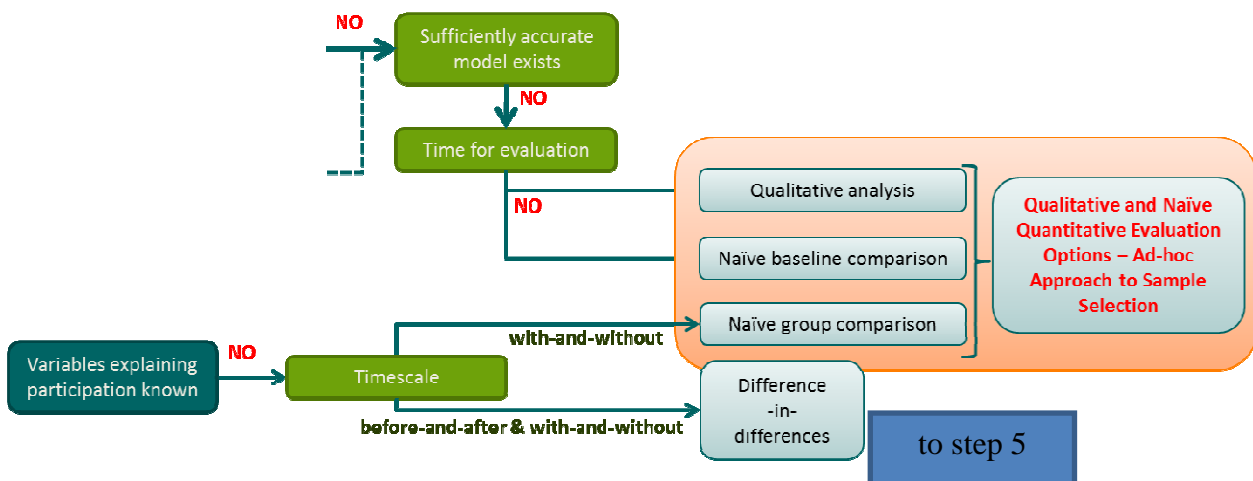 NO
Sufficiently accurate
model exists
NO
Time for evaluation
NO
Qualitative analysis
Naïve baseline comparison
Naïve group comparison
Qualitative and Naïve
Quantitative Evaluation
Options – Ad-hoc
Approach to Sample
Selection
Variables explaining
participation known
NO
Timescale
with-and-without
before-and-after & with-and-without
Difference
-in-
differences
to step 5